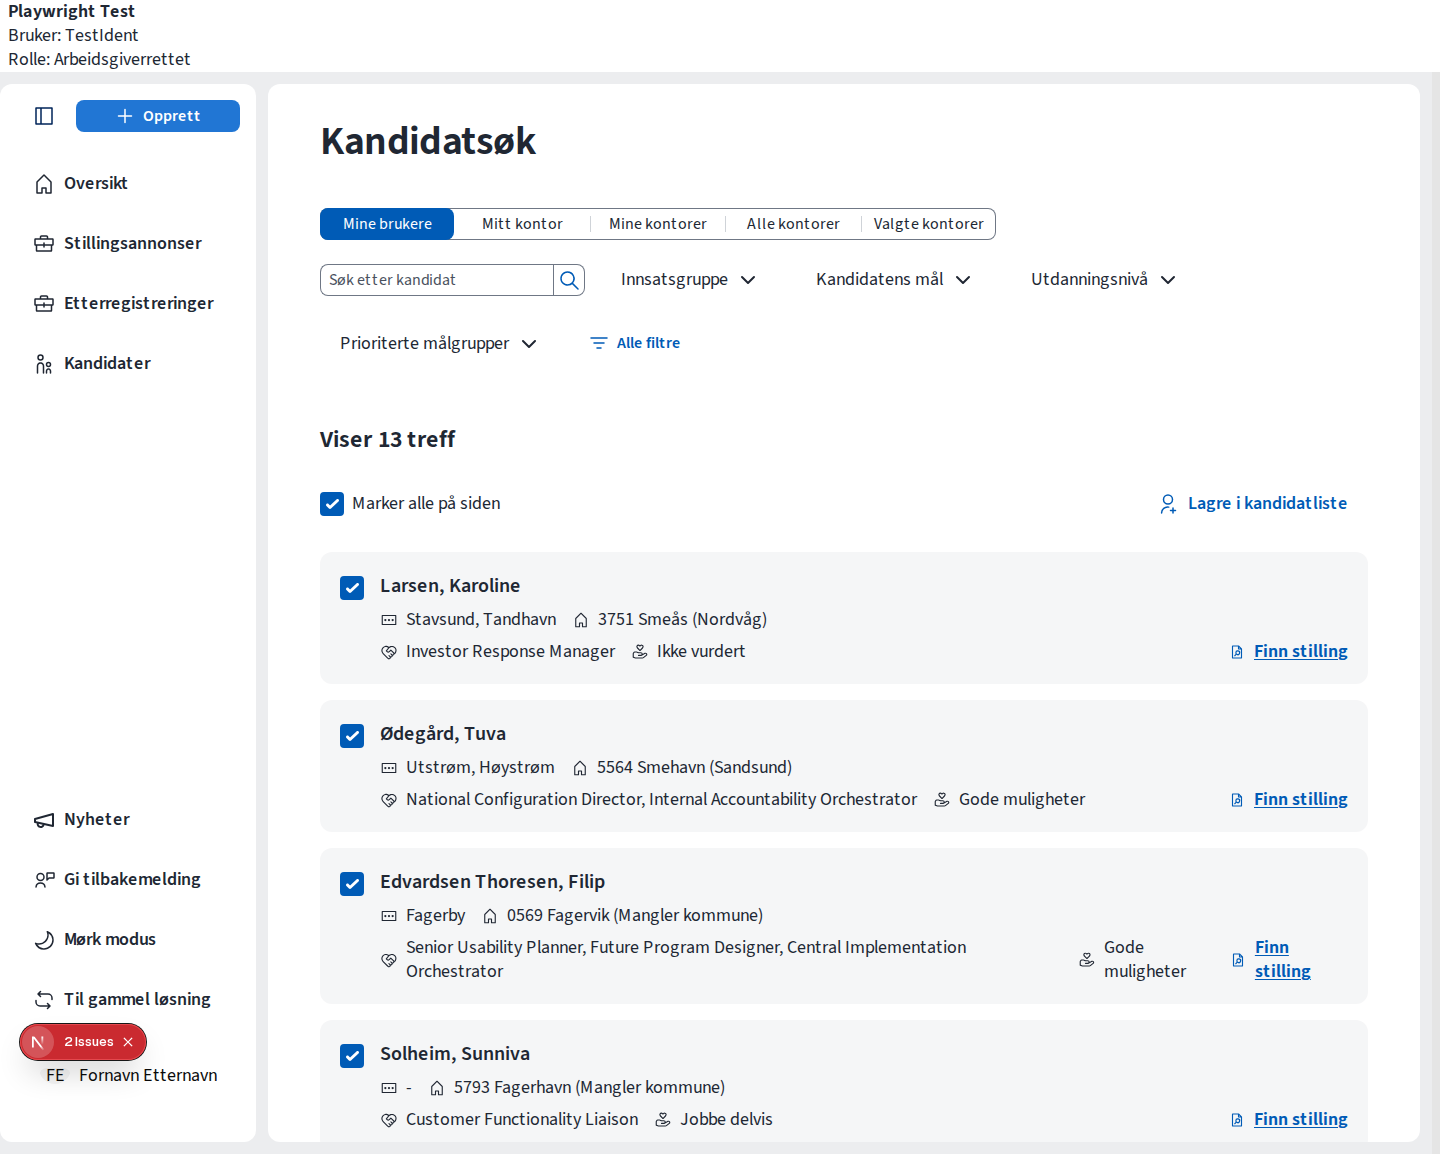 Playwright Test
Bruker: TestIdent
Rolle: Arbeidsgiverrettet
Opprett
Oversikt
Stillingsannonser
Etterregistreringer
Kandidater
Nyheter
Gi tilbakemelding
Mørk modus
Til gammel løsning
2 Issues
FE Fornavn Etternavn
Kandidatsøk
Mine brukere Mitt kontor Mine kontorer Alle kontorer Valgte kontorer
Søk etter kandidat Innsatsgruppe Kandidatens mål Utdanningsnivå
Prioriterte målgrupper Alle filtre
Viser 13 treff
Marker alle på siden Lagre i kandidatliste
Larsen, Karoline
Stavsund, Tandhavn 3751 Smeås (Nordvåg)
Investor Response Manager Ikke vurdert Finn stilling
Ødegård, Tuva
Utstrøm, Høystrøm 5564 Smehavn (Sandsund)
National Configuration Director, Internal Accountability Orchestrator Gode muligheter Finn stilling
Edvardsen Thoresen, Filip
Fagerby 0569 Fagervik (Mangler kommune)
Senior Usability Planner, Future Program Designer, Central Implementation Gode Finn
Orchestrator muligheter stilling
Solheim, Sunniva
- 5793 Fagerhavn (Mangler kommune)
Customer Functionality Liaison Jobbe delvis Finn stilling